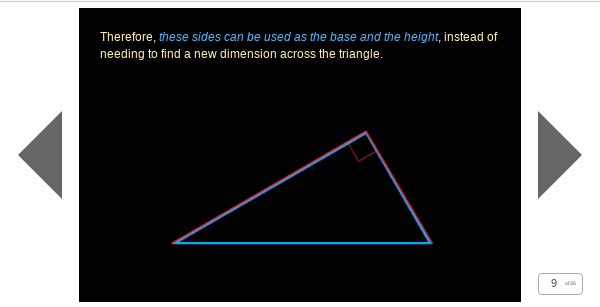 Therefore, these sides can be used as the base and the height, instead of
needing to find a new dimension across the triangle.
9 of 36